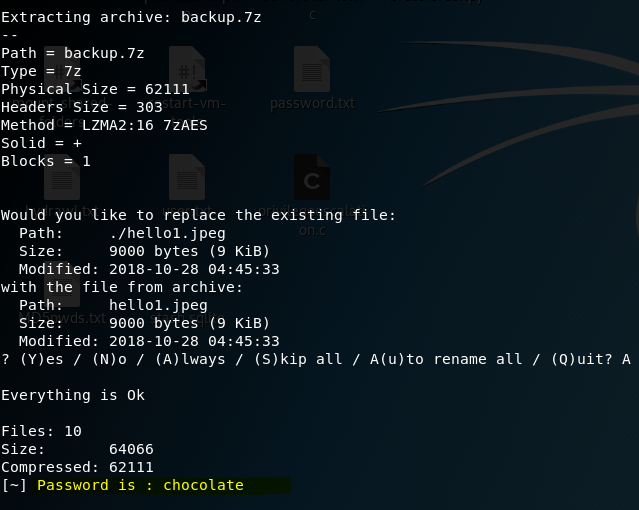 Extracting archive: backup.7z
--
Path = backup.7z
Type = 7z
Physical Size = 62111
Headers Size = 303
Method = LZMA2:16 7zAES
Solid = +
Blocks = 1
start-vm-
password.txt
Would you like to replace the existing file:
  Path:     ./hello1.jpeg
  Size:     9000 bytes (9 KiB)
  Modified: 2018-10-28 04:45:33
with the file from archive:
  Path:     hello1.jpeg
  Size:     9000 bytes (9 KiB)
  Modified: 2018-10-28 04:45:33
? (Y)es / (N)o / (A)lways / (S)kip all / A(u)to rename all / (Q)uit? A
Everything is Ok
Files: 10
Size:       64066
Compressed: 62111
[~] Password is : chocolate